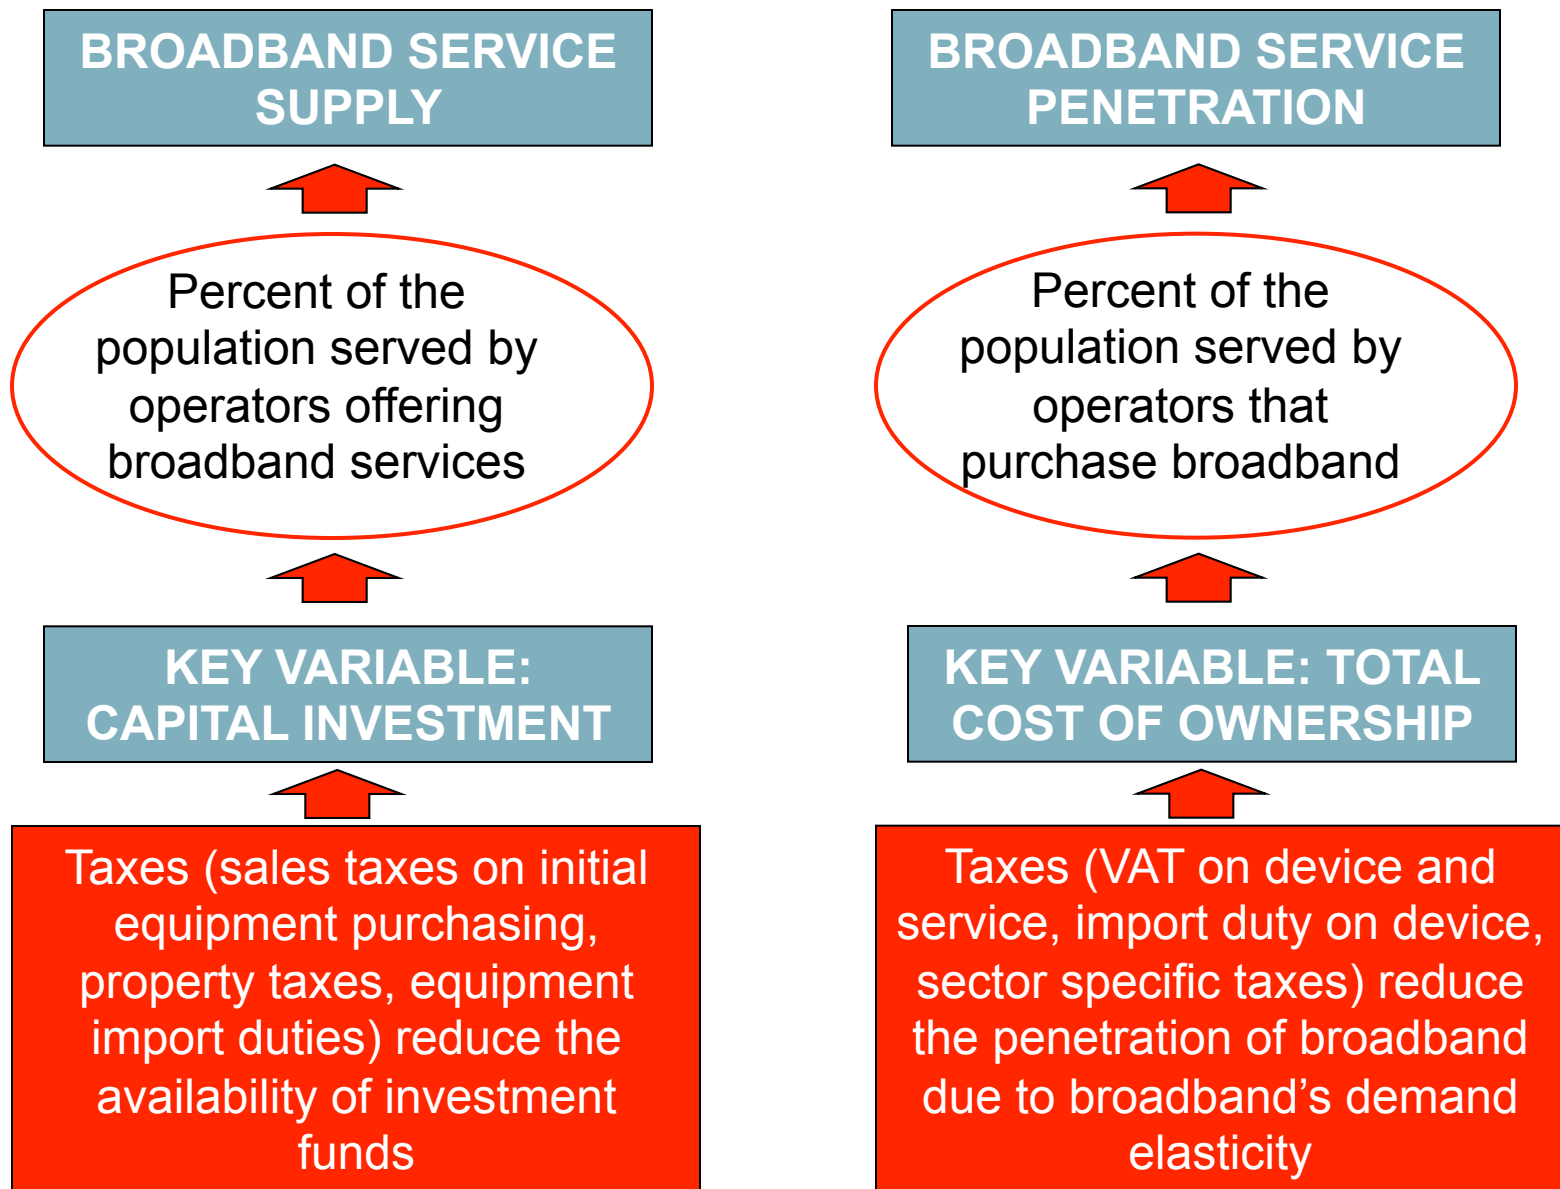 BROADBAND SERVICE
SUPPLY
Percent of the
population served by
operators offering
broadband services
KEY VARIABLE:
CAPITAL INVESTMENT
Taxes (sales taxes on initial
equipment purchasing,
property taxes, equipment
import duties) reduce the
availability of investment
funds
BROADBAND SERVICE
PENETRATION
Percent of the
population served by
operators that
purchase broadband
KEY VARIABLE: TOTAL
COST OF OWNERSHIP
Taxes (VAT on device and
service, import duty on device,
sector specific taxes) reduce
the penetration of broadband
due to broadband’s demand
elasticity